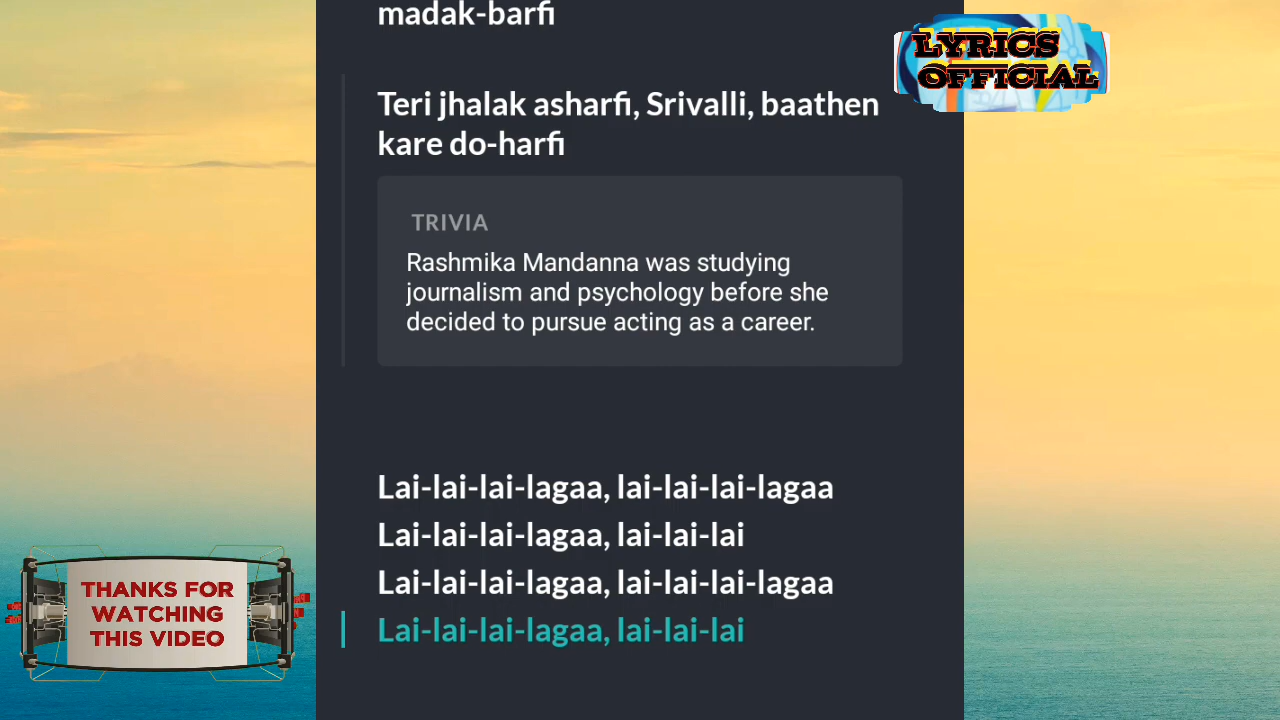 madak-barfi
LYRICS
OFFICIAL
Teri jhalak asharfi, Srivalli, baathen
kare do-harfi
TRIVIA
Rashmika Mandanna was studying
journalism and psychology before she
decided to pursue acting as a career.
Lai-lai-lai-lagaa, lai-lai-lai-lagaa
Lai-lai-lai-lagaa, lai-lai-lai
Lai-lai-lai-lagaa, lai-lai-lai-lagaa
Lai-lai-lai-lagaa, lai-lai-lai
THANKS FOR
WATCHING
THIS VIDEO